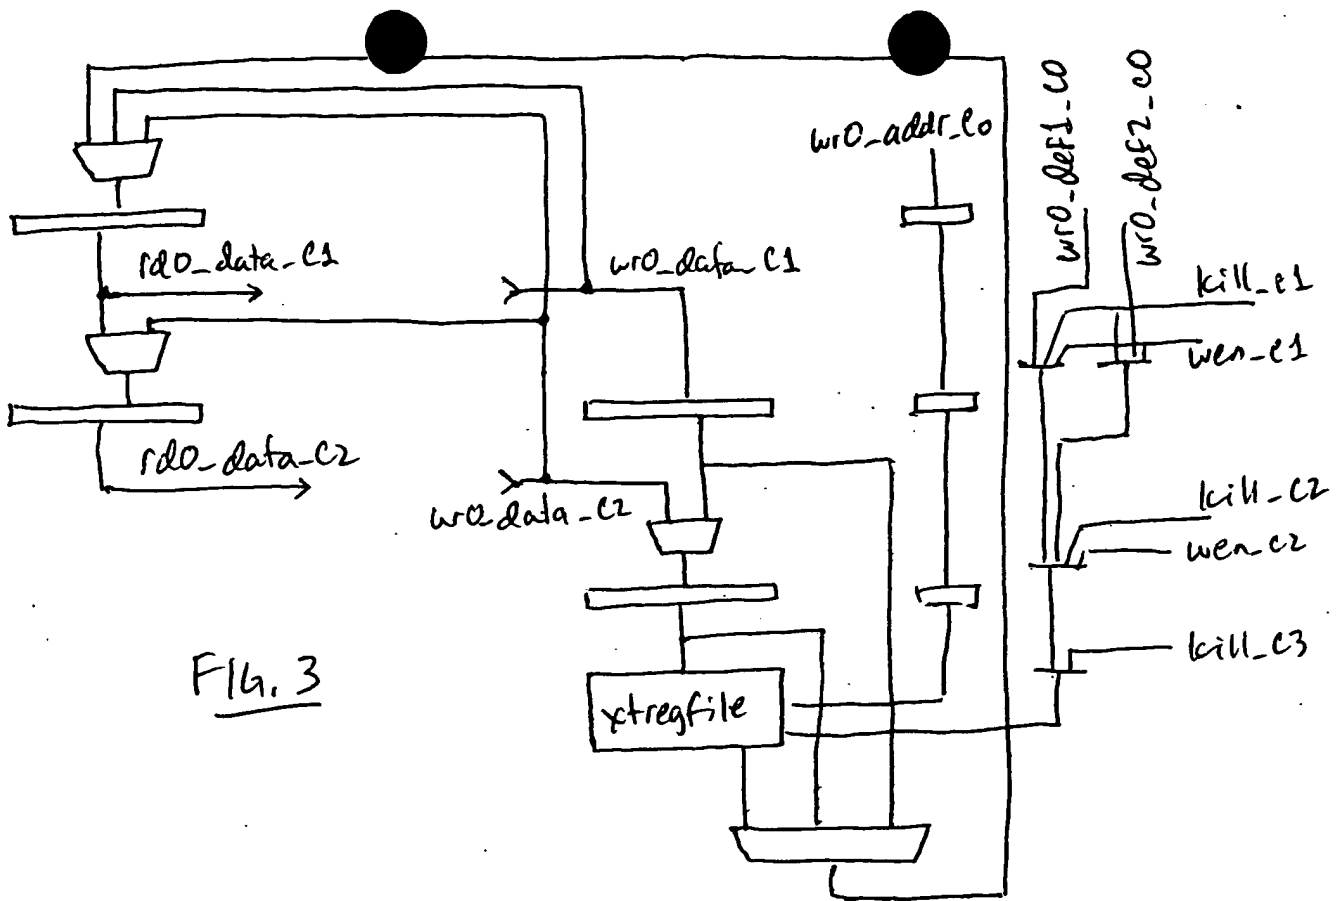 wr0_addr_C0
wr0_def1_C0
wr0_def2_C0
rd0_data_C1
wr0_data_C1
kill_C1
wen_C1
rd0_data_C2
wr0_data_C2
kill_C2
wen_C2
kill_C3
FIG. 3
xtregfile